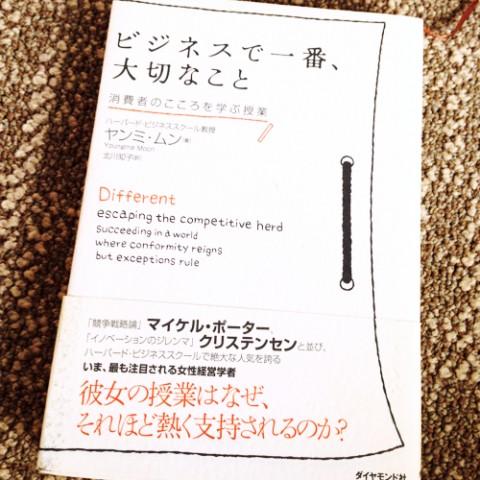 ビジネスで一番、
大切なこと
消費者のこころを学ぶ授業
ハーバード・ビジネススクール教授
ヤンミ・ムン(著)
Youngme Moon
北川知子(訳)
Different
escaping the competitive herd
Succeeding in a world
where conformity reigns
but exceptions rule
「競争戦略論」マイケル・ポーター、
「イノベーションのジレンマ」クリステンセンと並び、
ハーバード・ビジネススクールで絶大な人気を誇る
いま、最も注目される女性経営学者
彼女の授業はなぜ、
それほど熱く支持されるのか?
ダイヤモンド社